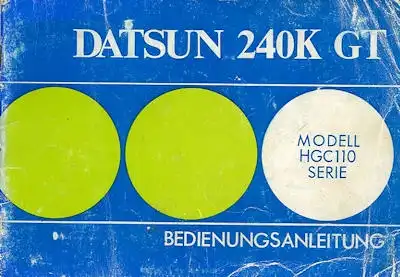 DATSUN 240K GT
MODELL
HGC110
SERIE
BEDIENUNGSANLEITUNG